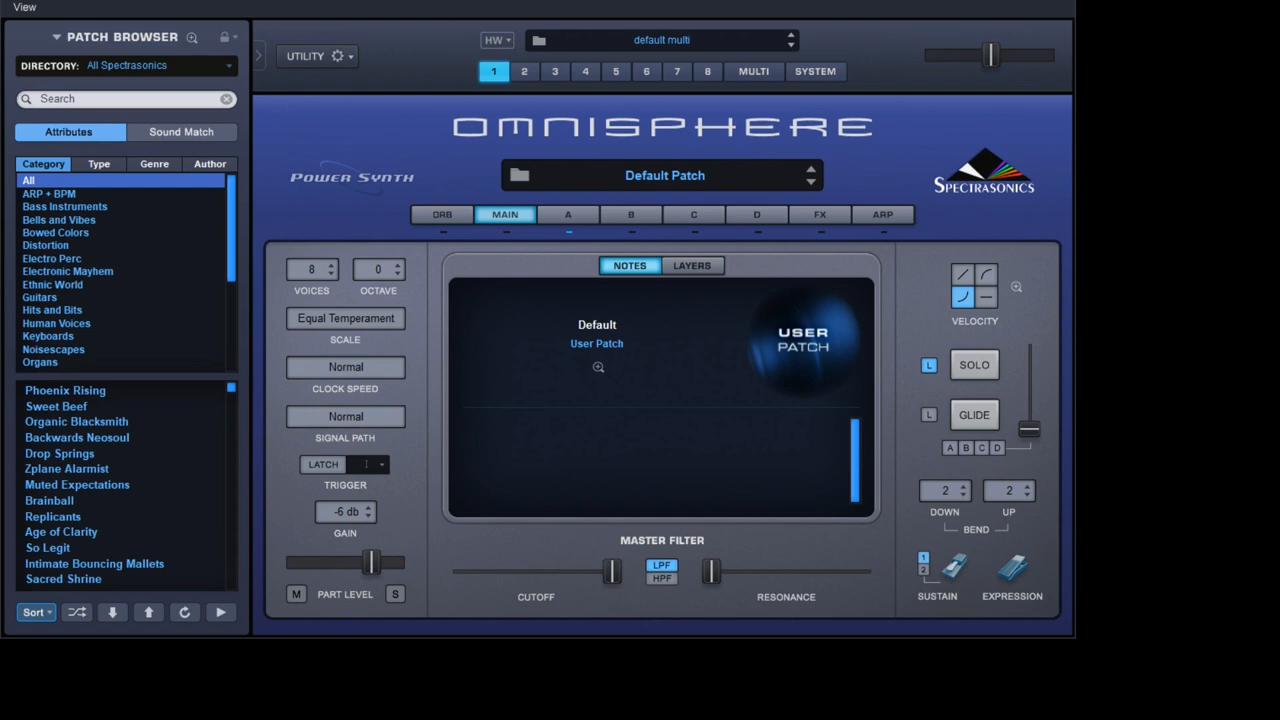 View
PATCH BROWSER
DIRECTORY: All Spectrasonics
Search
Attributes Sound Match
Category Type Genre Author
All
ARP + BPM
Bass Instruments
Bells and Vibes
Bowed Colors
Distortion
Electro Perc
Electronic Mayhem
Ethnic World
Guitars
Hits and Bits
Human Voices
Keyboards
Noisescapes
Organs
Phoenix Rising
Sweet Beef
Organic Blacksmith
Backwards Neosoul
Drop Springs
Zplane Alarmist
Muted Expectations
Brainball
Replicants
Age of Clarity
So Legit
Intimate Bouncing Mallets
Sacred Shrine
Sort
UTILITY
HW
default multi
1 2 3 4 5 6 7 8 MULTI SYSTEM
OMNISPHERE
POWER SYNTH
Default Patch
SPECTRASONICS
ORB MAIN A B C D FX ARP
8 0
VOICES OCTAVE
Equal Temperament
SCALE
Normal
CLOCK SPEED
Normal
SIGNAL PATH
LATCH
TRIGGER
-6 db
GAIN
M PART LEVEL S
NOTES LAYERS
Default
User Patch
USER
PATCH
MASTER FILTER
LPF
HPF
CUTOFF RESONANCE
VELOCITY
L SOLO
L GLIDE
A B C D
2 2
DOWN UP
BEND
1
2
SUSTAIN EXPRESSION